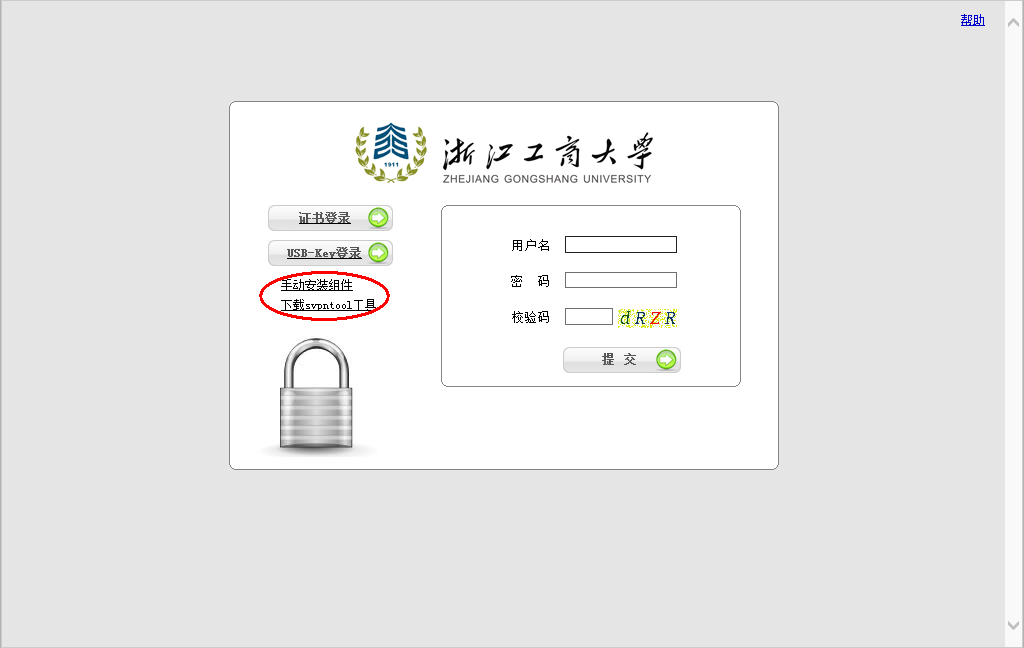 帮助
1911
浙江工商大学
ZHEJIANG GONGSHANG UNIVERSITY
证书登录
USB-Key登录
手动安装组件
下载svpntool工具
用户名
密 码
校验码 dRZR
提 交